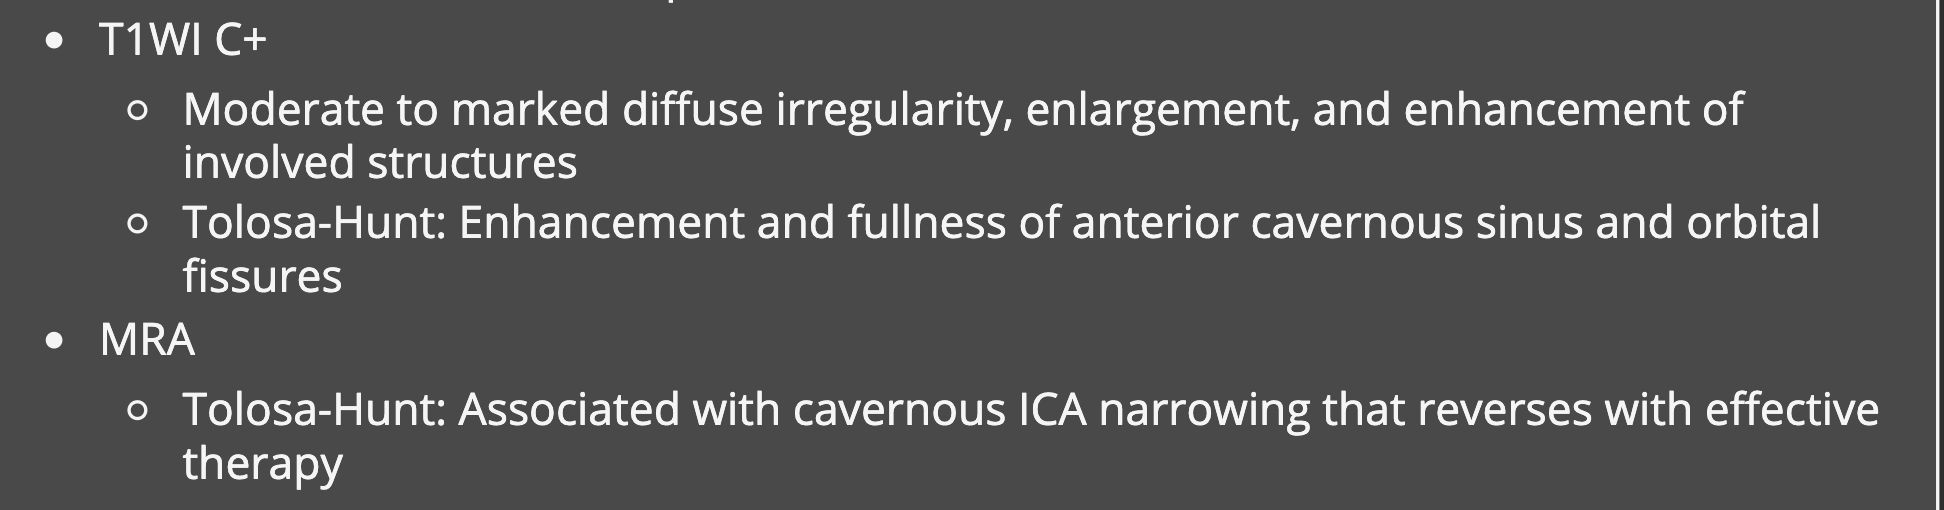 • T1WI C+
○ Moderate to marked diffuse irregularity, enlargement, and enhancement of
involved structures
○ Tolosa-Hunt: Enhancement and fullness of anterior cavernous sinus and orbital
fissures
• MRA
○ Tolosa-Hunt: Associated with cavernous ICA narrowing that reverses with effective
therapy